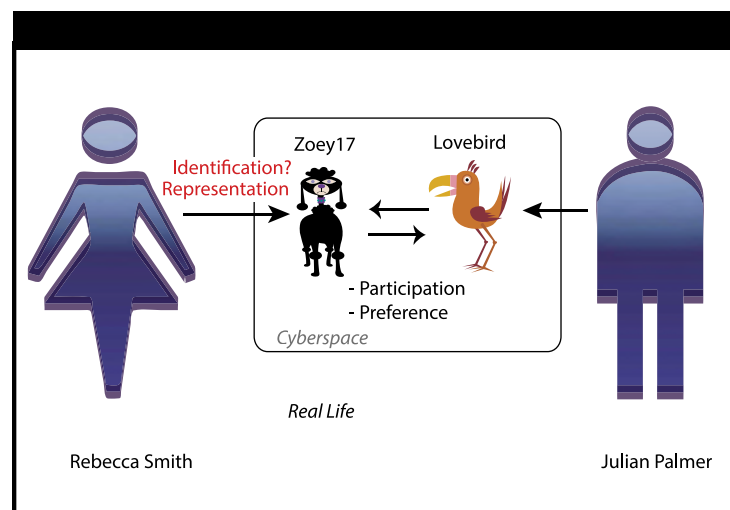 Zoey17
Lovebird
Identification?
Representation
- Participation
- Preference
Cyberspace
Real Life
Rebecca Smith
Julian Palmer